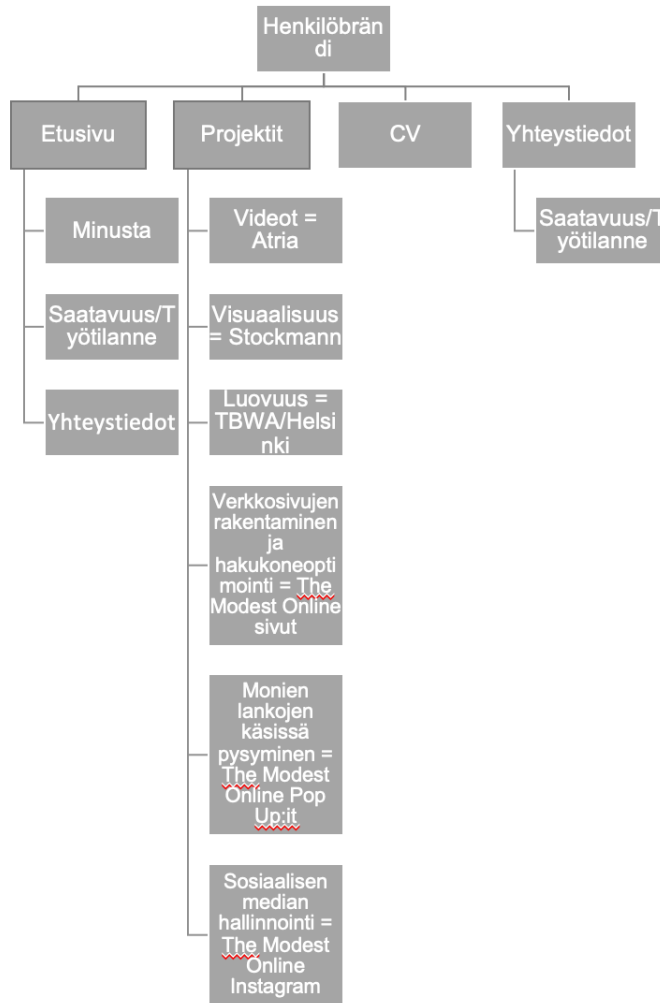 Henkilöbrän
di
Etusivu
Projektit
CV
Yhteystiedot
Minusta
Saatavuus/T
yötilanne
Yhteystiedot
Videot =
Atria
Visuaalisuus
= Stockmann
Luovuus =
TBWA/Helsi
nki
Verkkosivujen
rakentaminen
ja
hakukoneopti
mointi = The
Modest Online
sivut
Monien
lankojen
käsissä
pysyminen =
The Modest
Online Pop
Up:it
Sosiaalisen
median
hallinnointi =
The Modest
Online
Instagram
Saatavuus/T
yötilanne